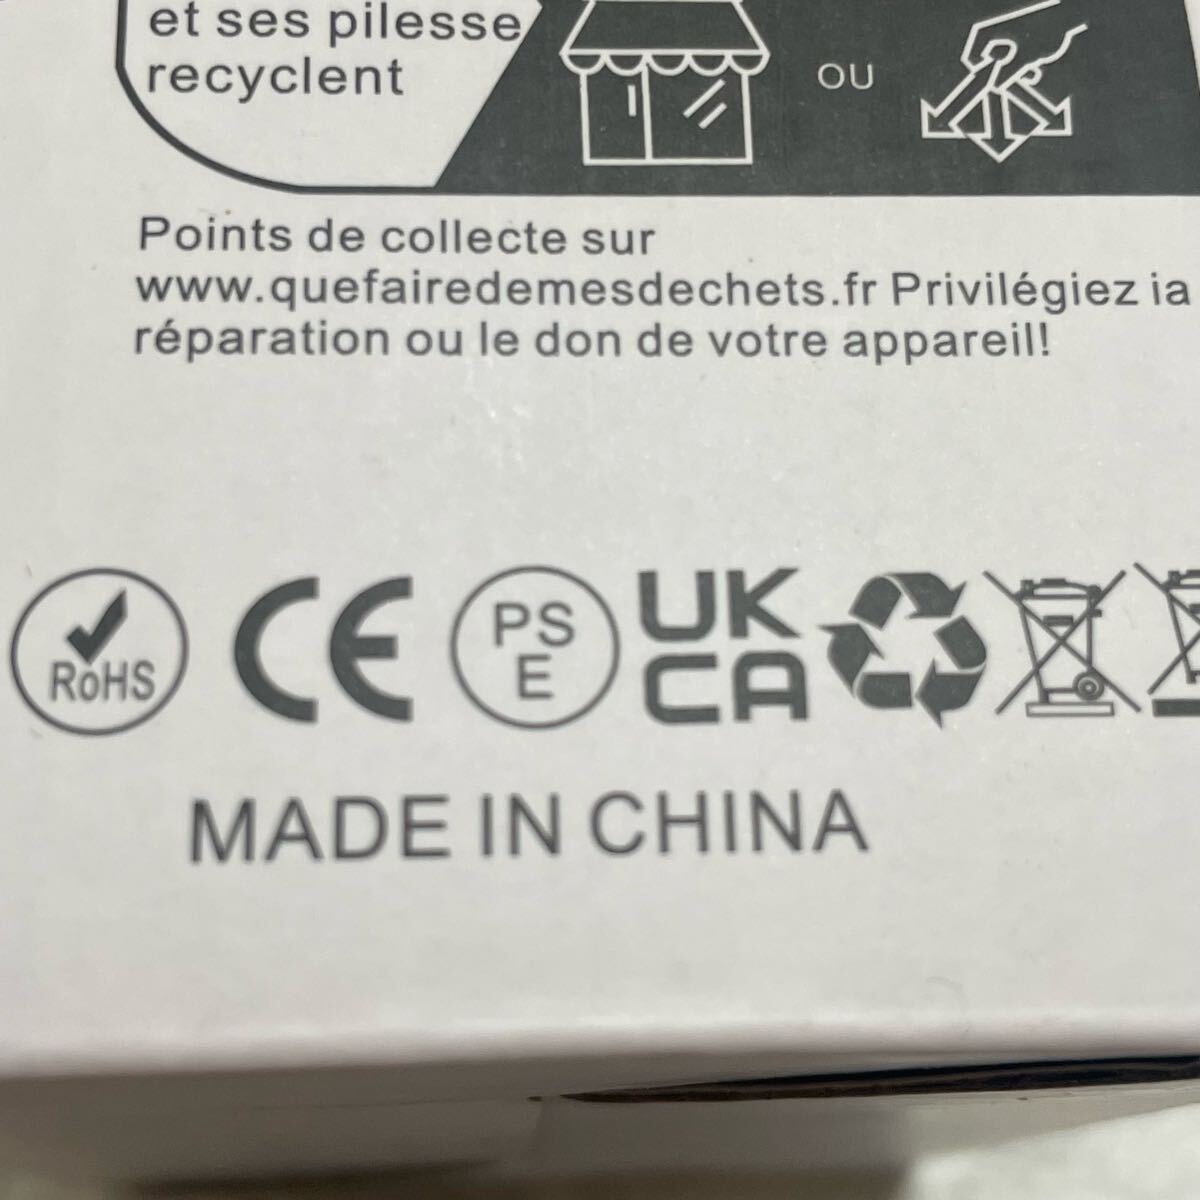 et ses pilesse
recyclent
OU
Points de collecte sur
www.quefairedemesdechets.fr Privilégiez ia
réparation ou le don de votre appareil!
RoHS
CE
PS
E
UK
CA
MADE IN CHINA